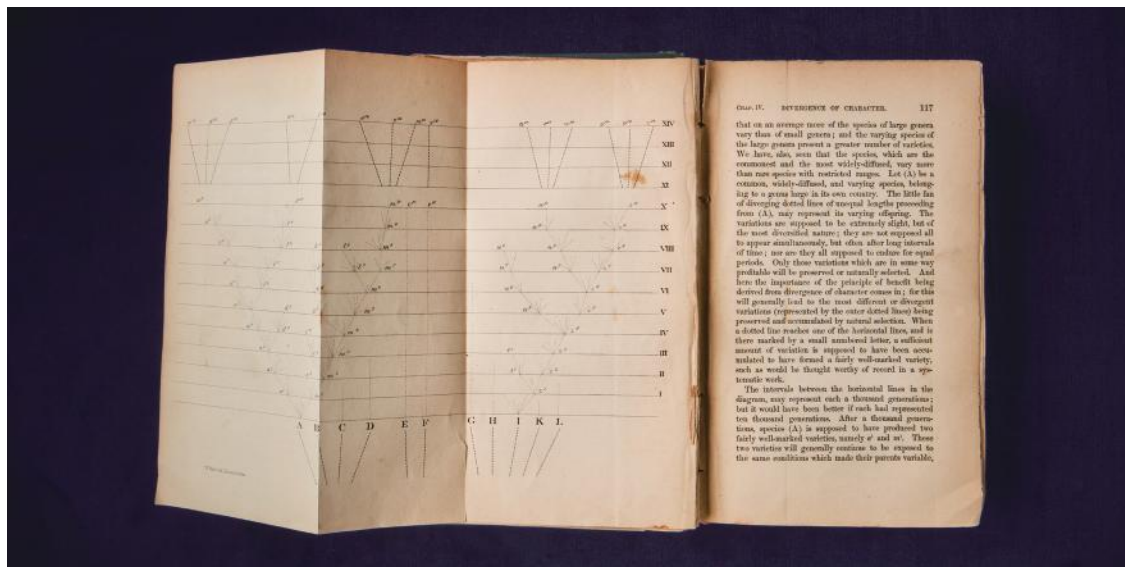 XIV
XIII
XII
XI
X
IX
VIII
VII
VI
V
IV
III
II
I
A B C D E F G H I K L
CHAP. IV. DIVERGENCE OF CHARACTER. 117
that on an average more of the species of large genera
vary than of small genera; and the varying species of
the large genera present a greater number of varieties.
We have, also, seen that the species, which are the
commonest and the most widely-diffused, vary more
than rare species with restricted ranges. Let (A) be a
common, widely-diffused, and varying species, belong-
ing to a genus large in its own country. The little fan
of diverging dotted lines of unequal lengths proceeding
from (A), may represent its varying offspring. The
variations are supposed to be extremely slight, but of
the most diversified nature; they are not supposed all
to appear simultaneously, but often after long intervals
of time; nor are they all supposed to endure for equal
periods. Only those variations which are in some way
profitable will be preserved or naturally selected. And
here the importance of the principle of benefit being
derived from divergence of character comes in; for this
will generally lead to the most different or divergent
variations (represented by the outer dotted lines) being
preserved and accumulated by natural selection. When
a dotted line reaches one of the horizontal lines, and is
there marked by a small numbered letter, a sufficient
amount of variation is supposed to have been accu-
mulated to have formed a fairly well-marked variety,
such as would be thought worthy of record in a sys-
tematic work.
The intervals between the horizontal lines in the
diagram, may represent each a thousand generations;
but it would have been better if each had represented
ten thousand generations. After a thousand genera-
tions, species (A) is supposed to have produced two
fairly well-marked varieties, namely a¹ and m¹. These
two varieties will generally continue to be exposed to
the same conditions which made their parents variable,